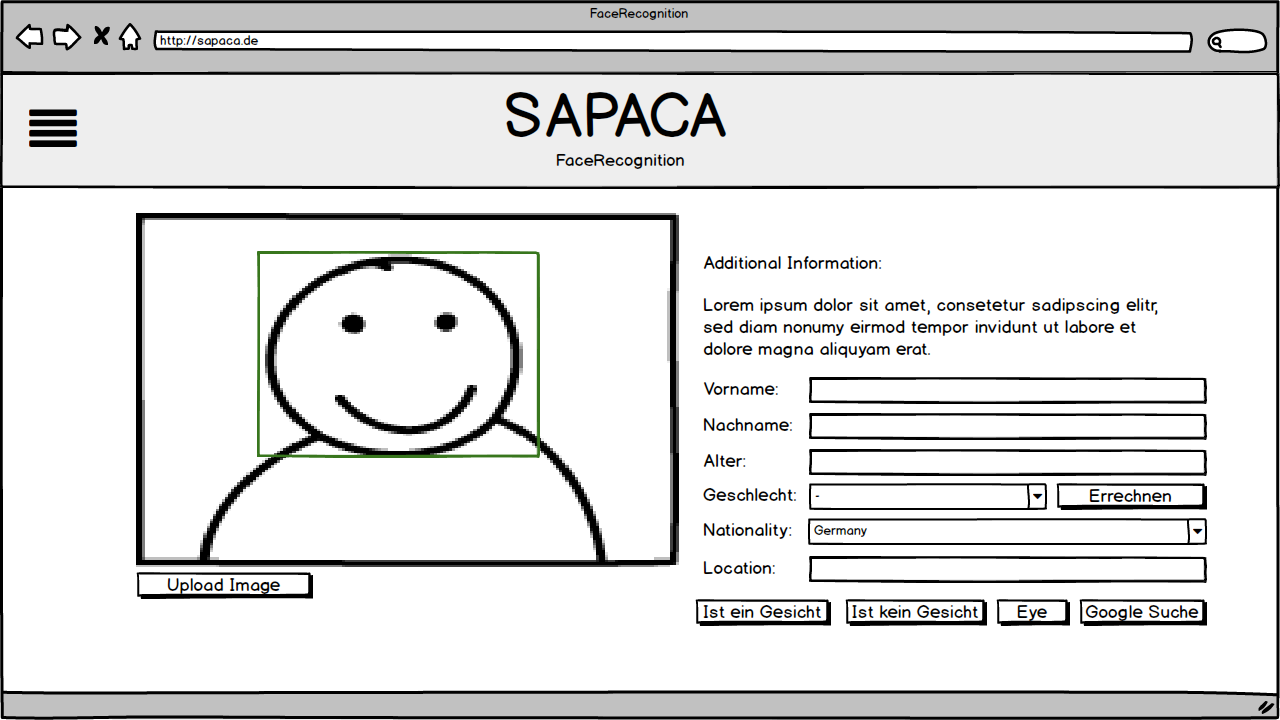 FaceRecognition
http://sapaca.de
SAPACA
FaceRecognition
Additional Information:
Lorem ipsum dolor sit amet, consetetur sadipscing elitr,
sed diam nonumy eirmod tempor invidunt ut labore et
dolore magna aliquyam erat.
Vorname:
Nachname:
Alter:
Geschlecht: - Errechnen
Nationality: Germany
Location:
Upload Image
Ist ein Gesicht Ist kein Gesicht Eye Google Suche